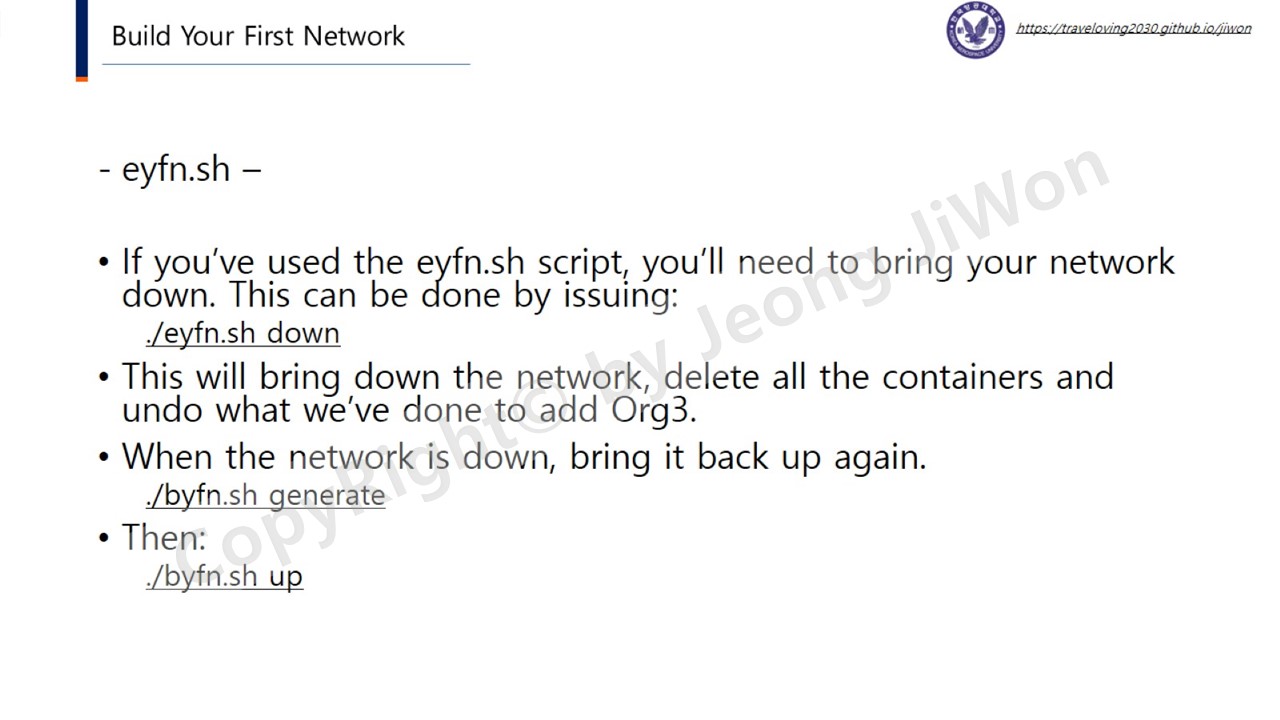 Build Your First Network
https://traveloving2030.github.io/jiwon
- eyfn.sh –
• If you’ve used the eyfn.sh script, you’ll need to bring your network
down. This can be done by issuing:
./eyfn.sh down
• This will bring down the network, delete all the containers and
undo what we’ve done to add Org3.
• When the network is down, bring it back up again.
./byfn.sh generate
• Then:
./byfn.sh up
CopyRight© by Jeong JiWon